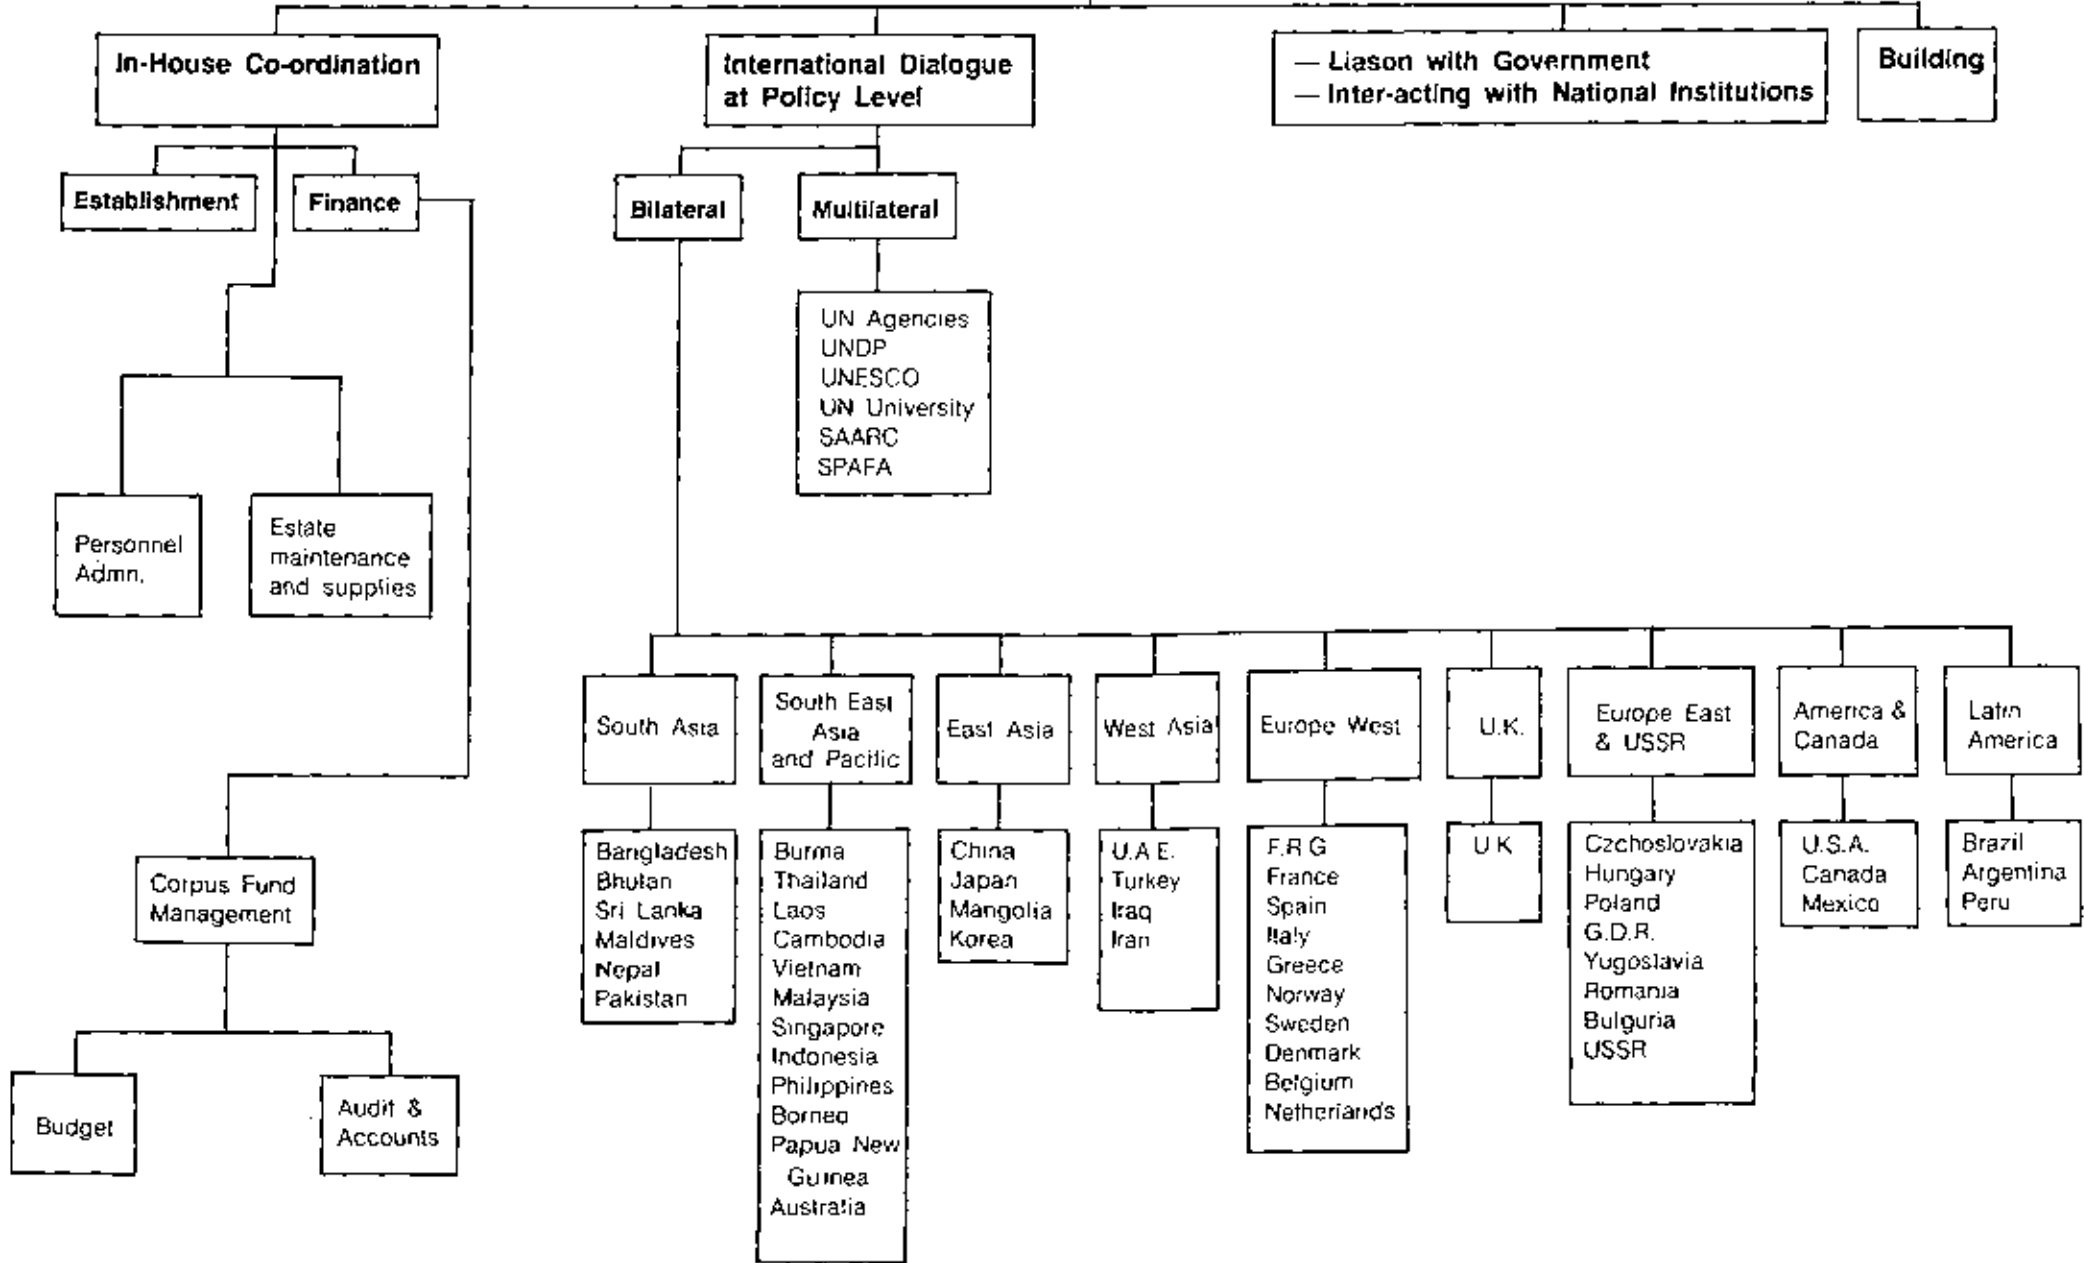 In-House Co-ordination
International Dialogue
at Policy Level
— Liason with Government
— Inter-acting with National Institutions
Building
Establishment
Finance
Bilateral
Multilateral
UN Agencies
UNDP
UNESCO
UN University
SAARC
SPAFA
Personnel
Admn.
Estate
maintenance
and supplies
South Asia
South East
Asia
and Pacific
East Asia
West Asia
Europe West
U.K.
Europe East
& USSR
America &
Canada
Latin
America
Bangladesh
Bhutan
Sri Lanka
Maldives
Nepal
Pakistan
Burma
Thailand
Laos
Cambodia
Vietnam
Malaysia
Singapore
Indonesia
Philippines
Borneo
Papua New
Guinea
Australia
China
Japan
Mangolia
Korea
U.A.E.
Turkey
Iraq
Iran
F.R.G
France
Spain
Italy
Greece
Norway
Sweden
Denmark
Belgium
Netherlands
U.K
Czchoslovakia
Hungary
Poland
G.D.R.
Yugoslavia
Romania
Bulguria
USSR
U.S.A.
Canada
Mexico
Brazil
Argentina
Peru
Corpus Fund
Management
Budget
Audit &
Accounts